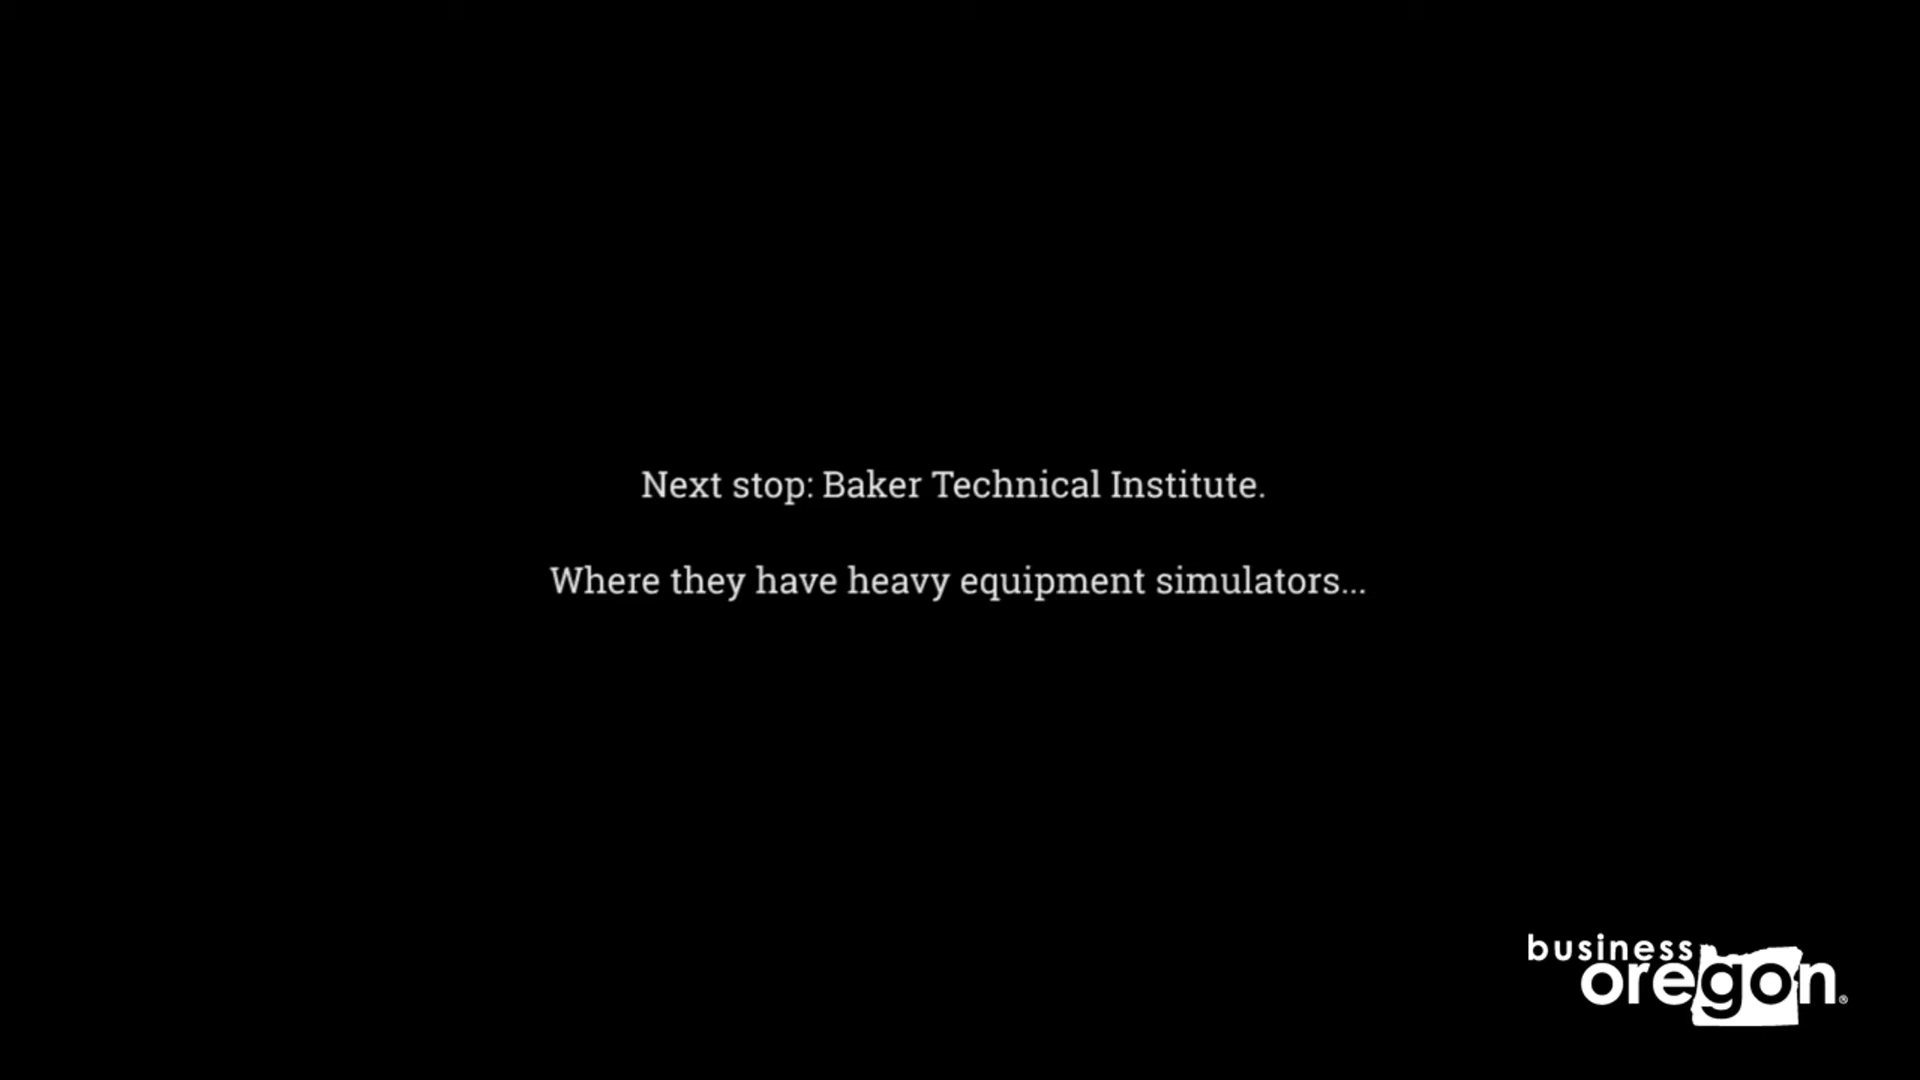 Next stop: Baker Technical Institute.
Where they have heavy equipment simulators...
business
oregon®